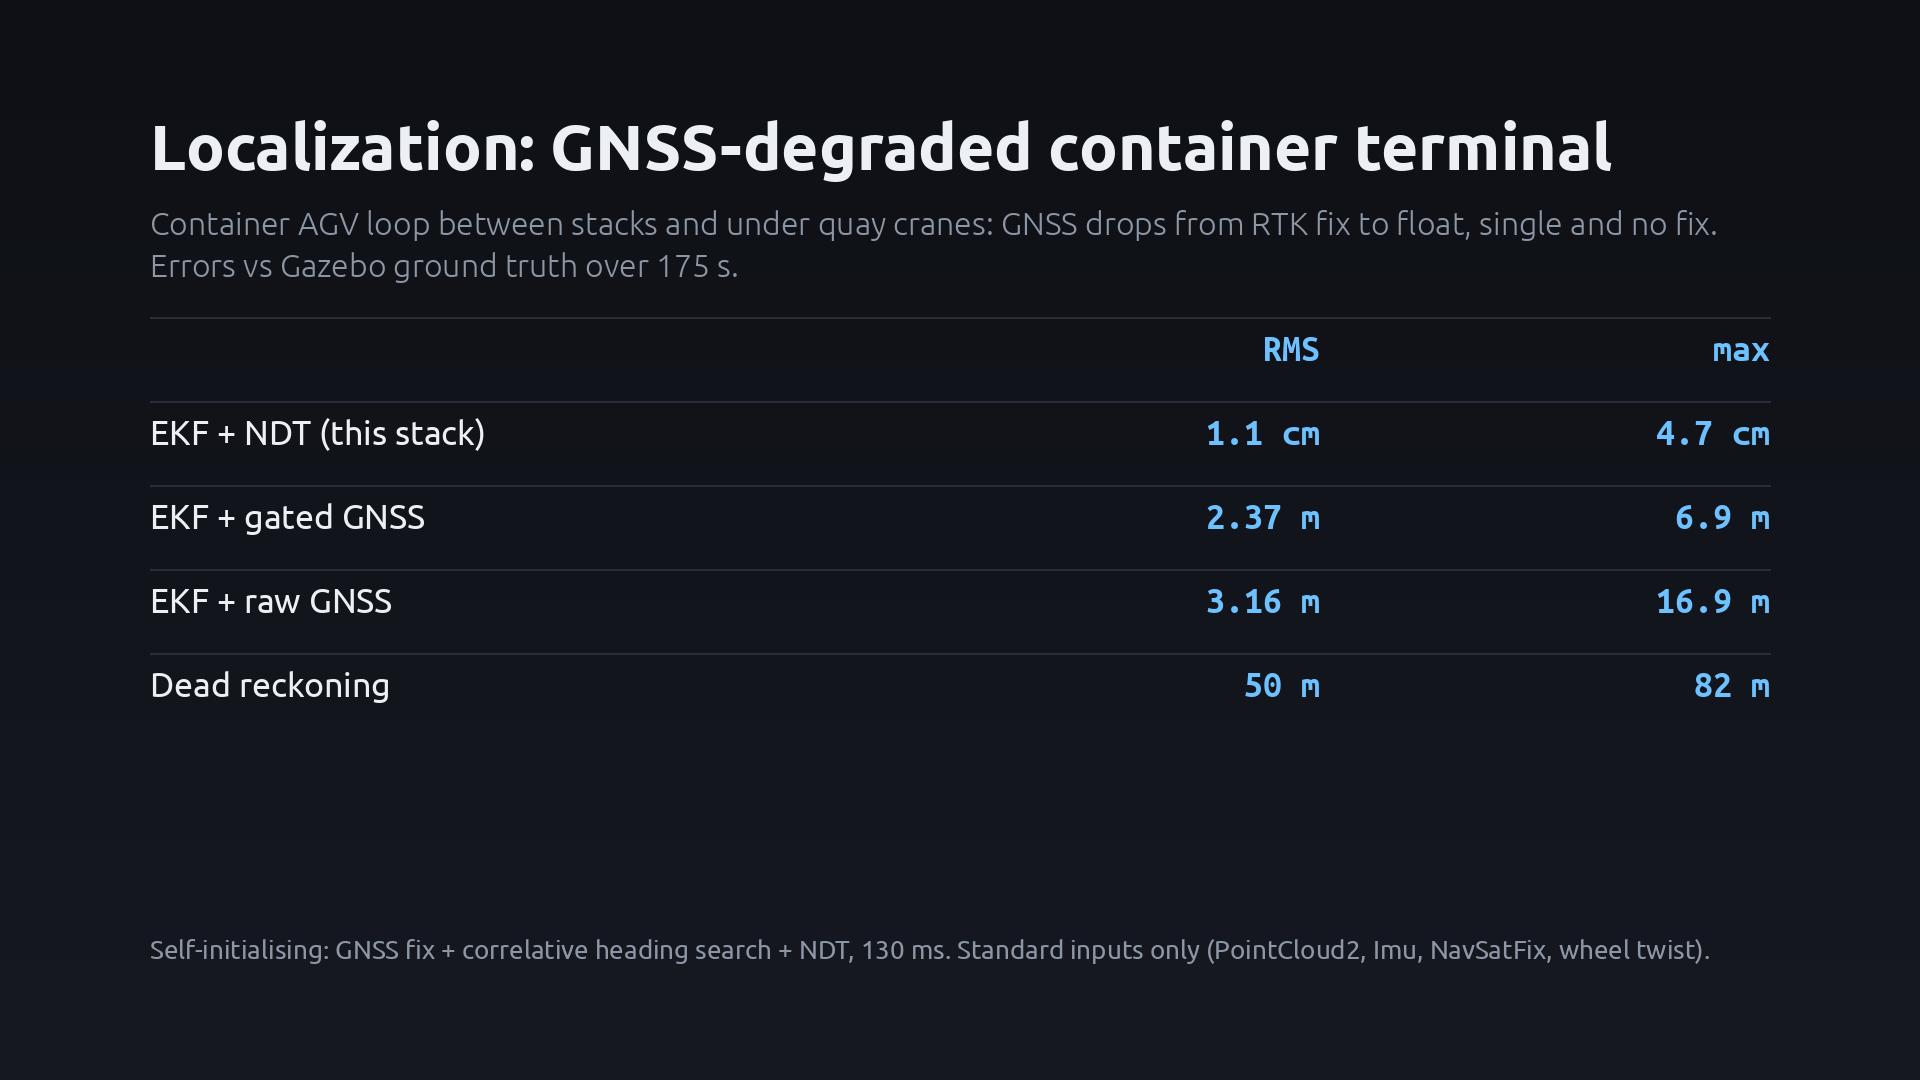 Localization: GNSS-degraded container terminal
Container AGV loop between stacks and under quay cranes: GNSS drops from RTK fix to float, single and no fix.
Errors vs Gazebo ground truth over 175 s.
RMS max
EKF + NDT (this stack) 1.1 cm 4.7 cm
EKF + gated GNSS 2.37 m 6.9 m
EKF + raw GNSS 3.16 m 16.9 m
Dead reckoning 50 m 82 m
Self-initialising: GNSS fix + correlative heading search + NDT, 130 ms. Standard inputs only (PointCloud2, Imu, NavSatFix, wheel twist).